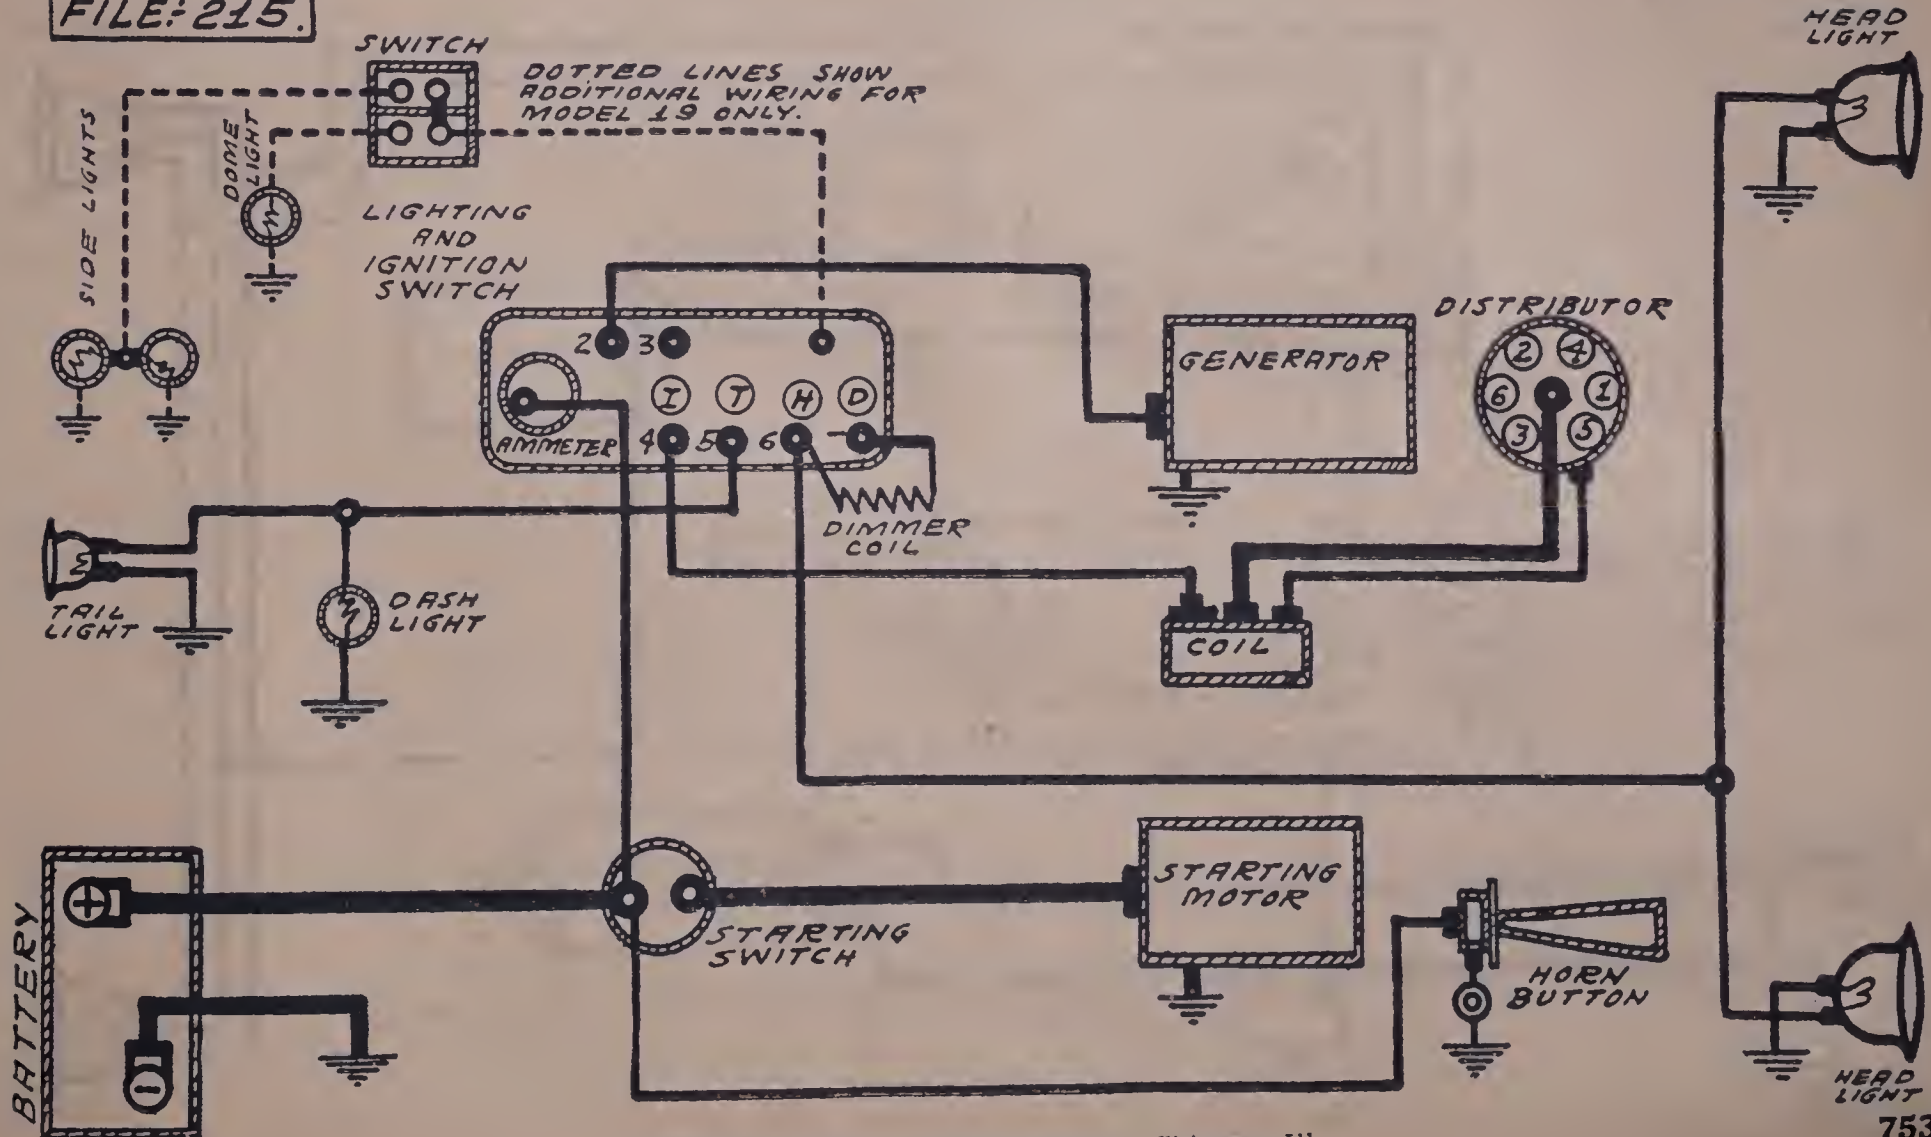 FILE:-215.
SWITCH
DOTTED LINES SHOW
ADDITIONAL WIRING FOR
MODEL 19 ONLY.
HEAD
LIGHT
SIDE LIGHTS
DOME
LIGHT
LIGHTING
AND
IGNITION
SWITCH
2 3
I T H D
AMMETER 4 5 6
GENERATOR
DISTRIBUTOR
2 4
6 1
3 5
DIMMER
COIL
TAIL
LIGHT
DASH
LIGHT
COIL
BATTERY
+
-
STARTING
SWITCH
STARTING
MOTOR
HORN
BUTTON
HEAD
LIGHT
753